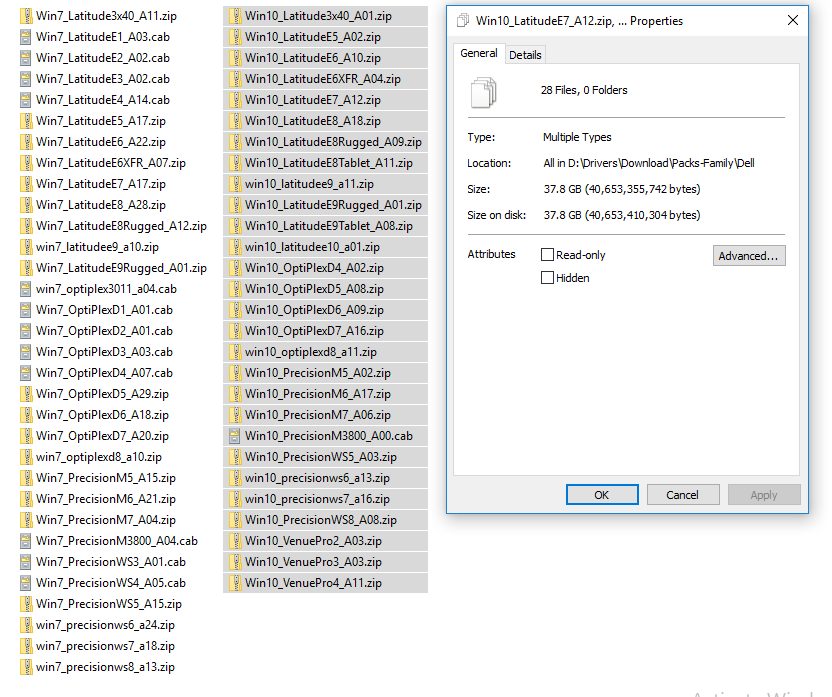 Win7_Latitude3x40_A11.zip
Win7_LatitudeE1_A03.cab
Win7_LatitudeE2_A02.cab
Win7_LatitudeE3_A02.cab
Win7_LatitudeE4_A14.cab
Win7_LatitudeE5_A17.zip
Win7_LatitudeE6_A22.zip
Win7_LatitudeE6XFR_A07.zip
Win7_LatitudeE7_A17.zip
Win7_LatitudeE8_A28.zip
Win7_LatitudeE8Rugged_A12.zip
win7_latitudee9_a10.zip
Win7_LatitudeE9Rugged_A01.zip
win7_optiplex3011_a04.cab
Win7_OptiPlexD1_A01.cab
Win7_OptiPlexD2_A01.cab
Win7_OptiPlexD3_A03.cab
Win7_OptiPlexD4_A07.cab
Win7_OptiPlexD5_A29.zip
Win7_OptiPlexD6_A18.zip
Win7_OptiPlexD7_A20.zip
win7_optiplexd8_a10.zip
Win7_PrecisionM5_A15.zip
Win7_PrecisionM6_A21.zip
Win7_PrecisionM7_A04.zip
Win7_PrecisionM3800_A04.cab
Win7_PrecisionWS3_A01.cab
Win7_PrecisionWS4_A05.cab
Win7_PrecisionWS5_A15.zip
win7_precisionws6_a24.zip
win7_precisionws7_a18.zip
win7_precisionws8_a13.zip
Win10_Latitude3x40_A01.zip
Win10_LatitudeE5_A02.zip
Win10_LatitudeE6_A10.zip
Win10_LatitudeE6XFR_A04.zip
Win10_LatitudeE7_A12.zip
Win10_LatitudeE8_A18.zip
Win10_LatitudeE8Rugged_A09.zip
Win10_LatitudeE8Tablet_A11.zip
win10_latitudee9_a11.zip
Win10_LatitudeE9Rugged_A01.zip
Win10_LatitudeE9Tablet_A08.zip
win10_latitudee10_a01.zip
Win10_OptiPlexD4_A02.zip
Win10_OptiPlexD5_A08.zip
Win10_OptiPlexD6_A09.zip
Win10_OptiPlexD7_A16.zip
win10_optiplexd8_a11.zip
Win10_PrecisionM5_A02.zip
Win10_PrecisionM6_A17.zip
Win10_PrecisionM7_A06.zip
Win10_PrecisionM3800_A00.cab
Win10_PrecisionWS5_A03.zip
win10_precisionws6_a13.zip
win10_precisionws7_a16.zip
Win10_PrecisionWS8_A08.zip
Win10_VenuePro2_A03.zip
Win10_VenuePro3_A03.zip
Win10_VenuePro4_A11.zip
Win10_LatitudeE7_A12.zip, ... Properties
General Details
28 Files, 0 Folders
Type: Multiple Types
Location: All in D:\Drivers\Download\Packs-Family\Dell
Size: 37.8 GB (40,653,355,742 bytes)
Size on disk: 37.8 GB (40,653,410,304 bytes)
Attributes Read-only Advanced...
Hidden
OK Cancel Apply